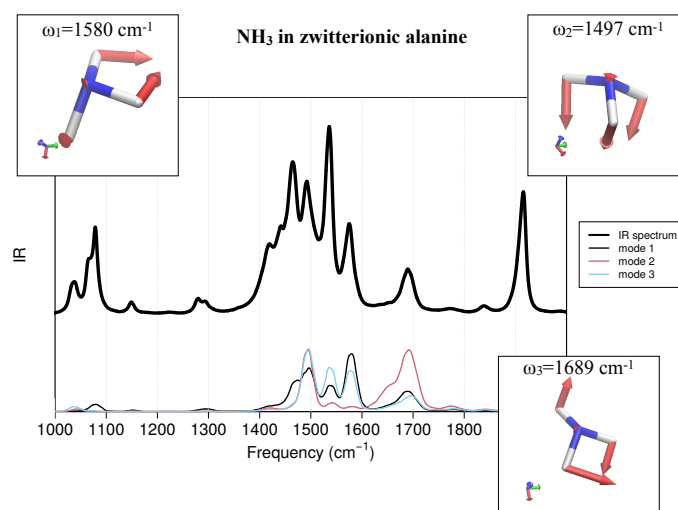 ω₁=1580 cm⁻¹
NH₃ in zwitterionic alanine
ω₂=1497 cm⁻¹
IR
IR spectrum
mode 1
mode 2
mode 3
ω₃=1689 cm⁻¹
1000 1100 1200 1300 1400 1500 1600 1700 1800
Frequency (cm⁻¹)